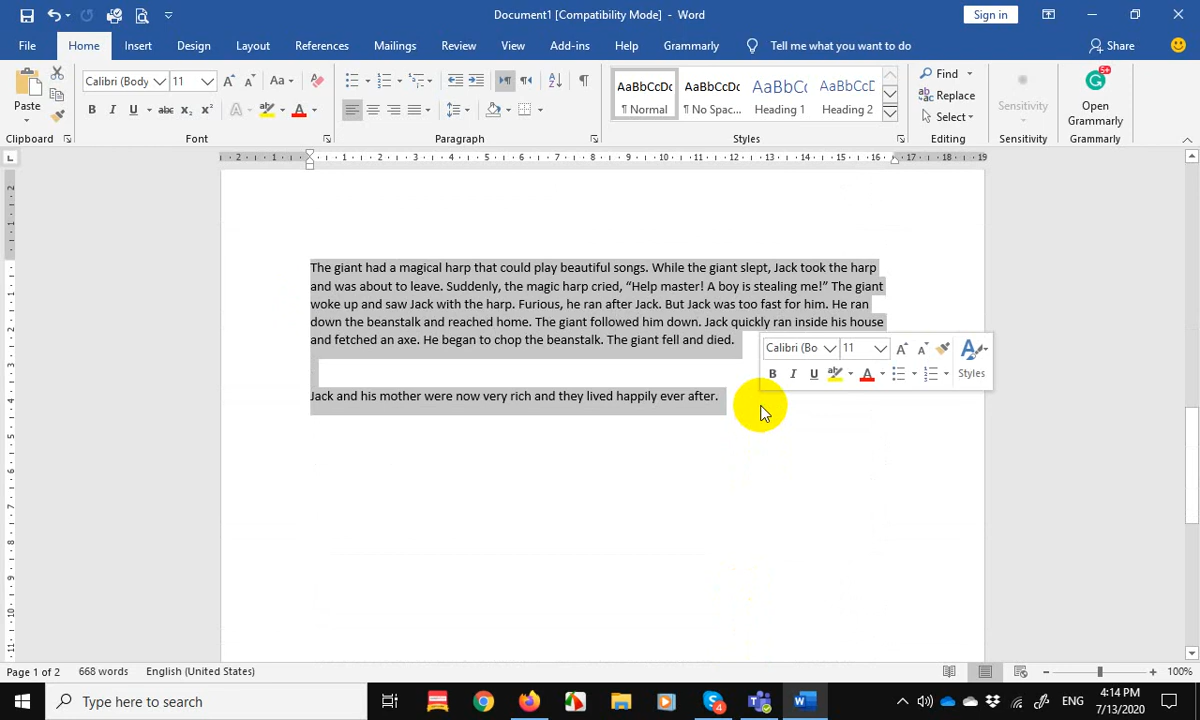 Document1 [Compatibility Mode] - Word
Sign in
File Home Insert Design Layout References Mailings Review View Add-ins Help Grammarly Tell me what you want to do Share
Paste
Calibri (Body 11
Aa
AaBbCcDc AaBbCcDc AaBbCc AaBbCcD
¶ Normal ¶ No Spac... Heading 1 Heading 2
Find
Replace
Select
Sensitivity
Open Grammarly
Clipboard Font Paragraph Styles Editing Sensitivity Grammarly
The giant had a magical harp that could play beautiful songs. While the giant slept, Jack took the harp
and was about to leave. Suddenly, the magic harp cried, “Help master! A boy is stealing me!” The giant
woke up and saw Jack with the harp. Furious, he ran after Jack. But Jack was too fast for him. He ran
down the beanstalk and reached home. The giant followed him down. Jack quickly ran inside his house
and fetched an axe. He began to chop the beanstalk. The giant fell and died.
Calibri (Bo 11
Styles
Jack and his mother were now very rich and they lived happily ever after.
Page 1 of 2 668 words English (United States) 100%
Type here to search
ENG
4:14 PM
7/13/2020